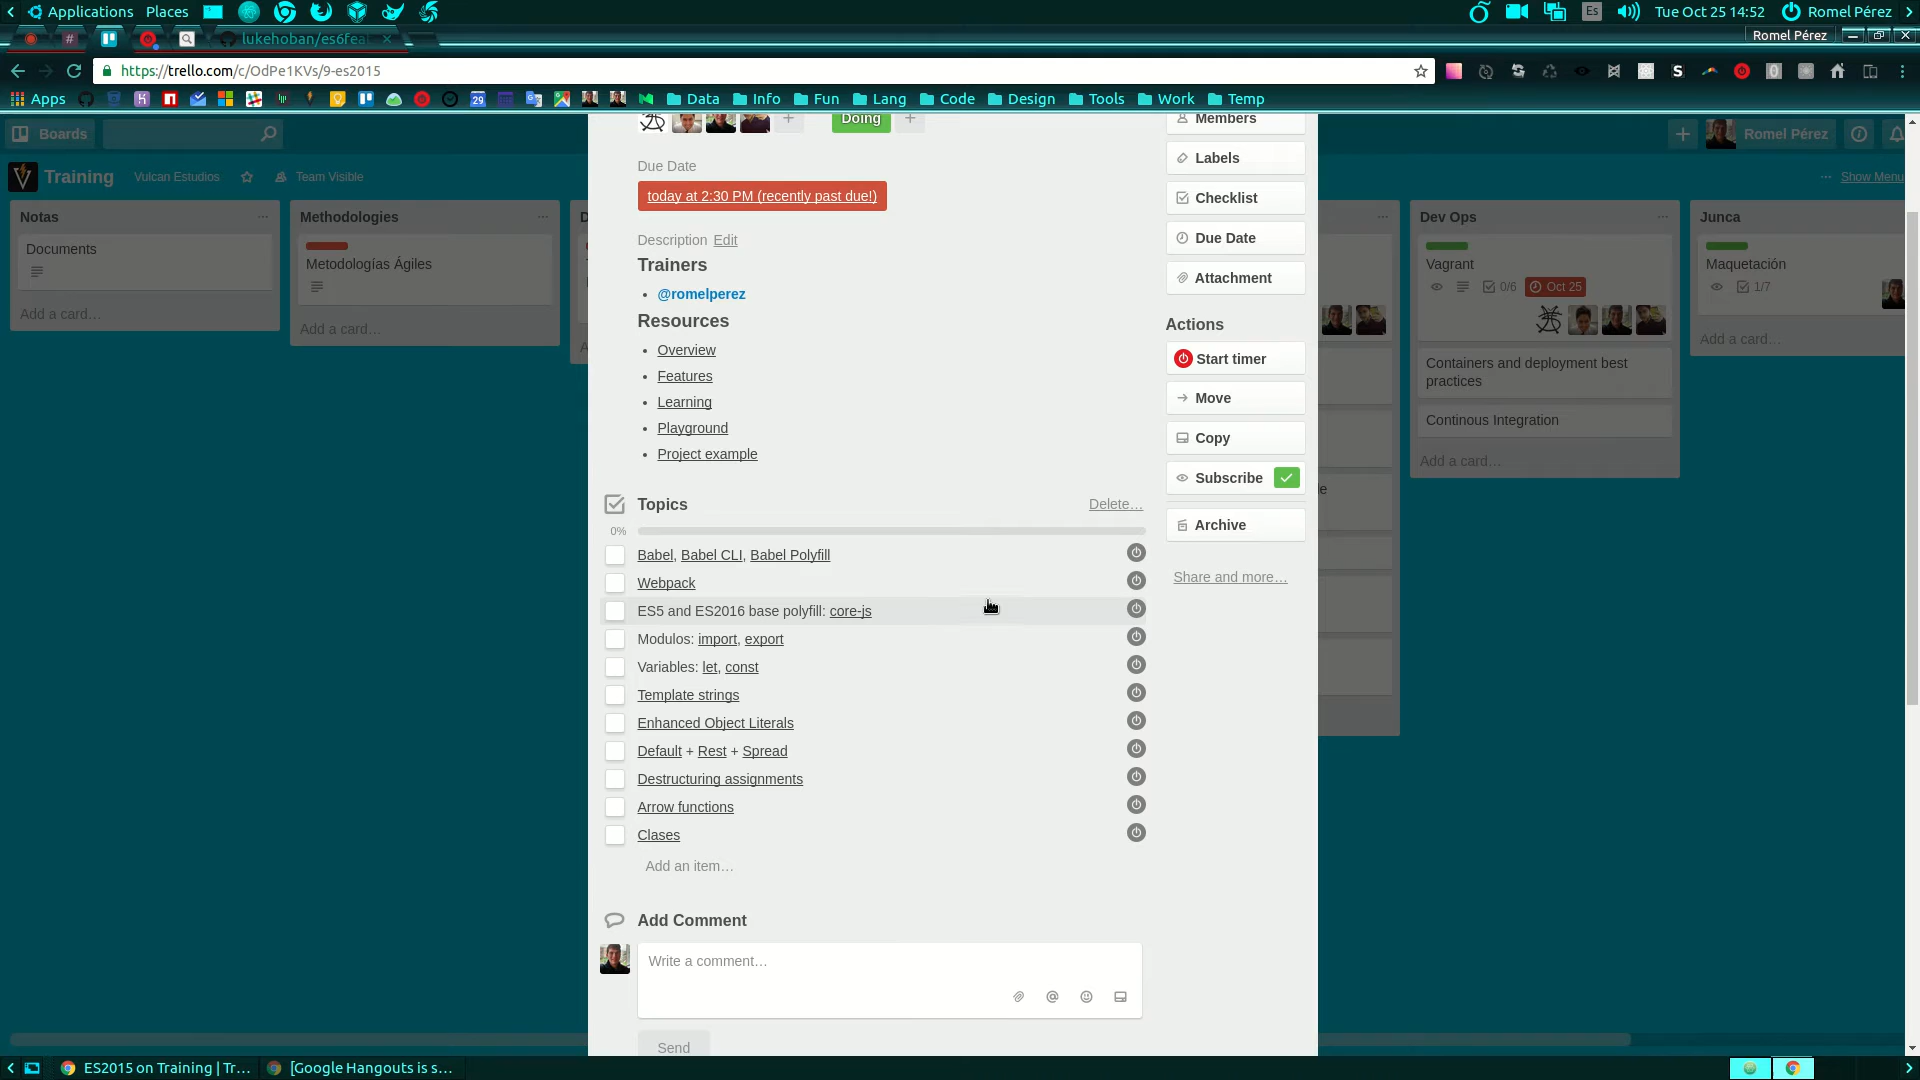 Applications Places Es Tue Oct 25 14:52 Romel Pérez
# lukehoban/es6fea Romel Pérez
https://trello.com/c/OdPe1KVs/9-es2015
Apps Data Info Fun Lang Code Design Tools Work Temp
Boards Romel Pérez
Training Vulcan Estudios Team Visible Show Menu
Notas
Documents
Add a card…
Methodologies
Metodologías Ágiles
Add a card…
Doing
Due Date
today at 2:30 PM (recently past due!)
Description Edit
Trainers
@romelperez
Resources
Overview
Features
Learning
Playground
Project example
Topics Delete…
0%
Babel, Babel CLI, Babel Polyfill
Webpack
ES5 and ES2016 base polyfill: core-js
Modulos: import, export
Variables: let, const
Template strings
Enhanced Object Literals
Default + Rest + Spread
Destructuring assignments
Arrow functions
Clases
Add an item…
Add Comment
Write a comment…
Send
Members
Labels
Checklist
Due Date
Attachment
Actions
Start timer
Move
Copy
Subscribe
Archive
Share and more…
Dev Ops
Vagrant
0/6 Oct 25
Containers and deployment best
practices
Continous Integration
Add a card…
Junca
Maquetación
1/7
Add a card…
ES2015 on Training | Tr… [Google Hangouts is s…